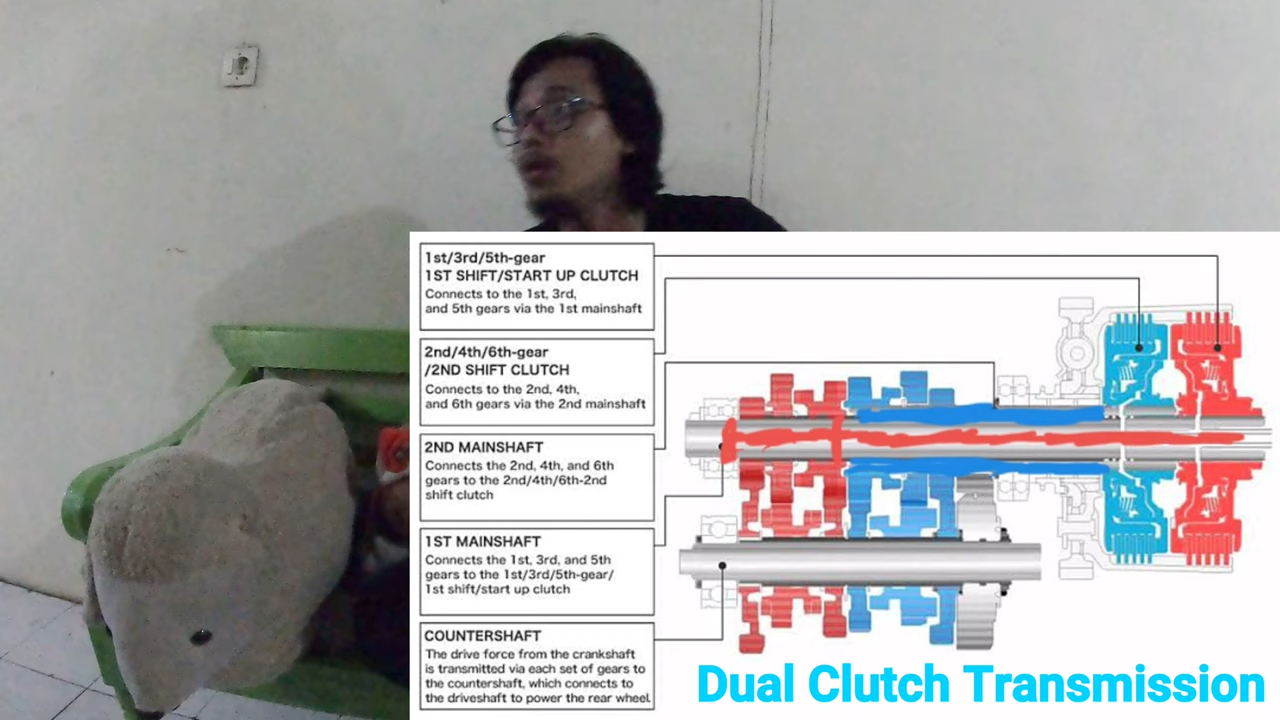 1st/3rd/5th-gear
1ST SHIFT/START UP CLUTCH
Connects to the 1st, 3rd,
and 5th gears via the 1st mainshaft
2nd/4th/6th-gear
/2ND SHIFT CLUTCH
Connects to the 2nd, 4th,
and 6th gears via the 2nd mainshaft
2ND MAINSHAFT
Connects the 2nd, 4th, and 6th
gears to the 2nd/4th/6th-2nd
shift clutch
1ST MAINSHAFT
Connects the 1st, 3rd, and 5th
gears to the 1st/3rd/5th-gear/
1st shift/start up clutch
COUNTERSHAFT
The drive force from the crankshaft
is transmitted via each set of gears to
the countershaft, which connects to
the driveshaft to power the rear wheel.
Dual Clutch Transmission